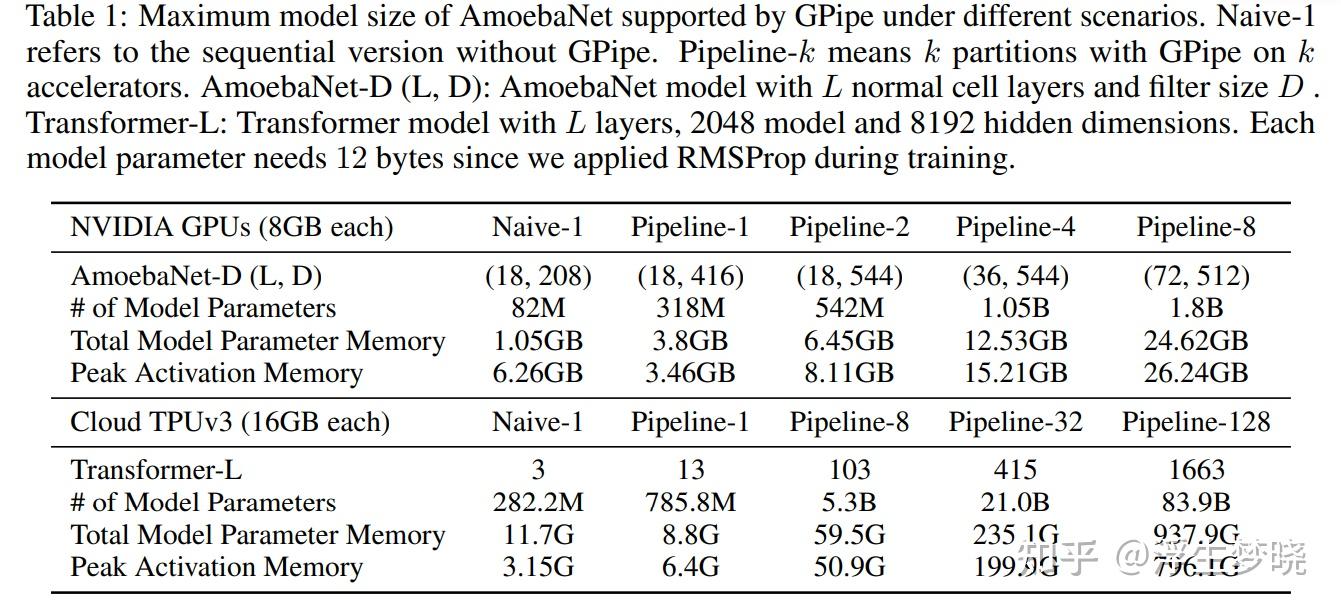 Table 1: Maximum model size of AmoebaNet supported by GPipe under different scenarios. Naive-1
refers to the sequential version without GPipe. Pipeline-k means k partitions with GPipe on k
accelerators. AmoebaNet-D (L, D): AmoebaNet model with L normal cell layers and filter size D .
Transformer-L: Transformer model with L layers, 2048 model and 8192 hidden dimensions. Each
model parameter needs 12 bytes since we applied RMSProp during training.
NVIDIA GPUs (8GB each) Naive-1 Pipeline-1 Pipeline-2 Pipeline-4 Pipeline-8
AmoebaNet-D (L, D) (18, 208) (18, 416) (18, 544) (36, 544) (72, 512)
# of Model Parameters 82M 318M 542M 1.05B 1.8B
Total Model Parameter Memory 1.05GB 3.8GB 6.45GB 12.53GB 24.62GB
Peak Activation Memory 6.26GB 3.46GB 8.11GB 15.21GB 26.24GB
Cloud TPUv3 (16GB each) Naive-1 Pipeline-1 Pipeline-8 Pipeline-32 Pipeline-128
Transformer-L 3 13 103 415 1663
# of Model Parameters 282.2M 785.8M 5.3B 21.0B 83.9B
Total Model Parameter Memory 11.7G 8.8G 59.5G 235.1G 937.9G
Peak Activation Memory 3.15G 6.4G 50.9G 199.9G 796.1G
知乎 @浮生梦晓